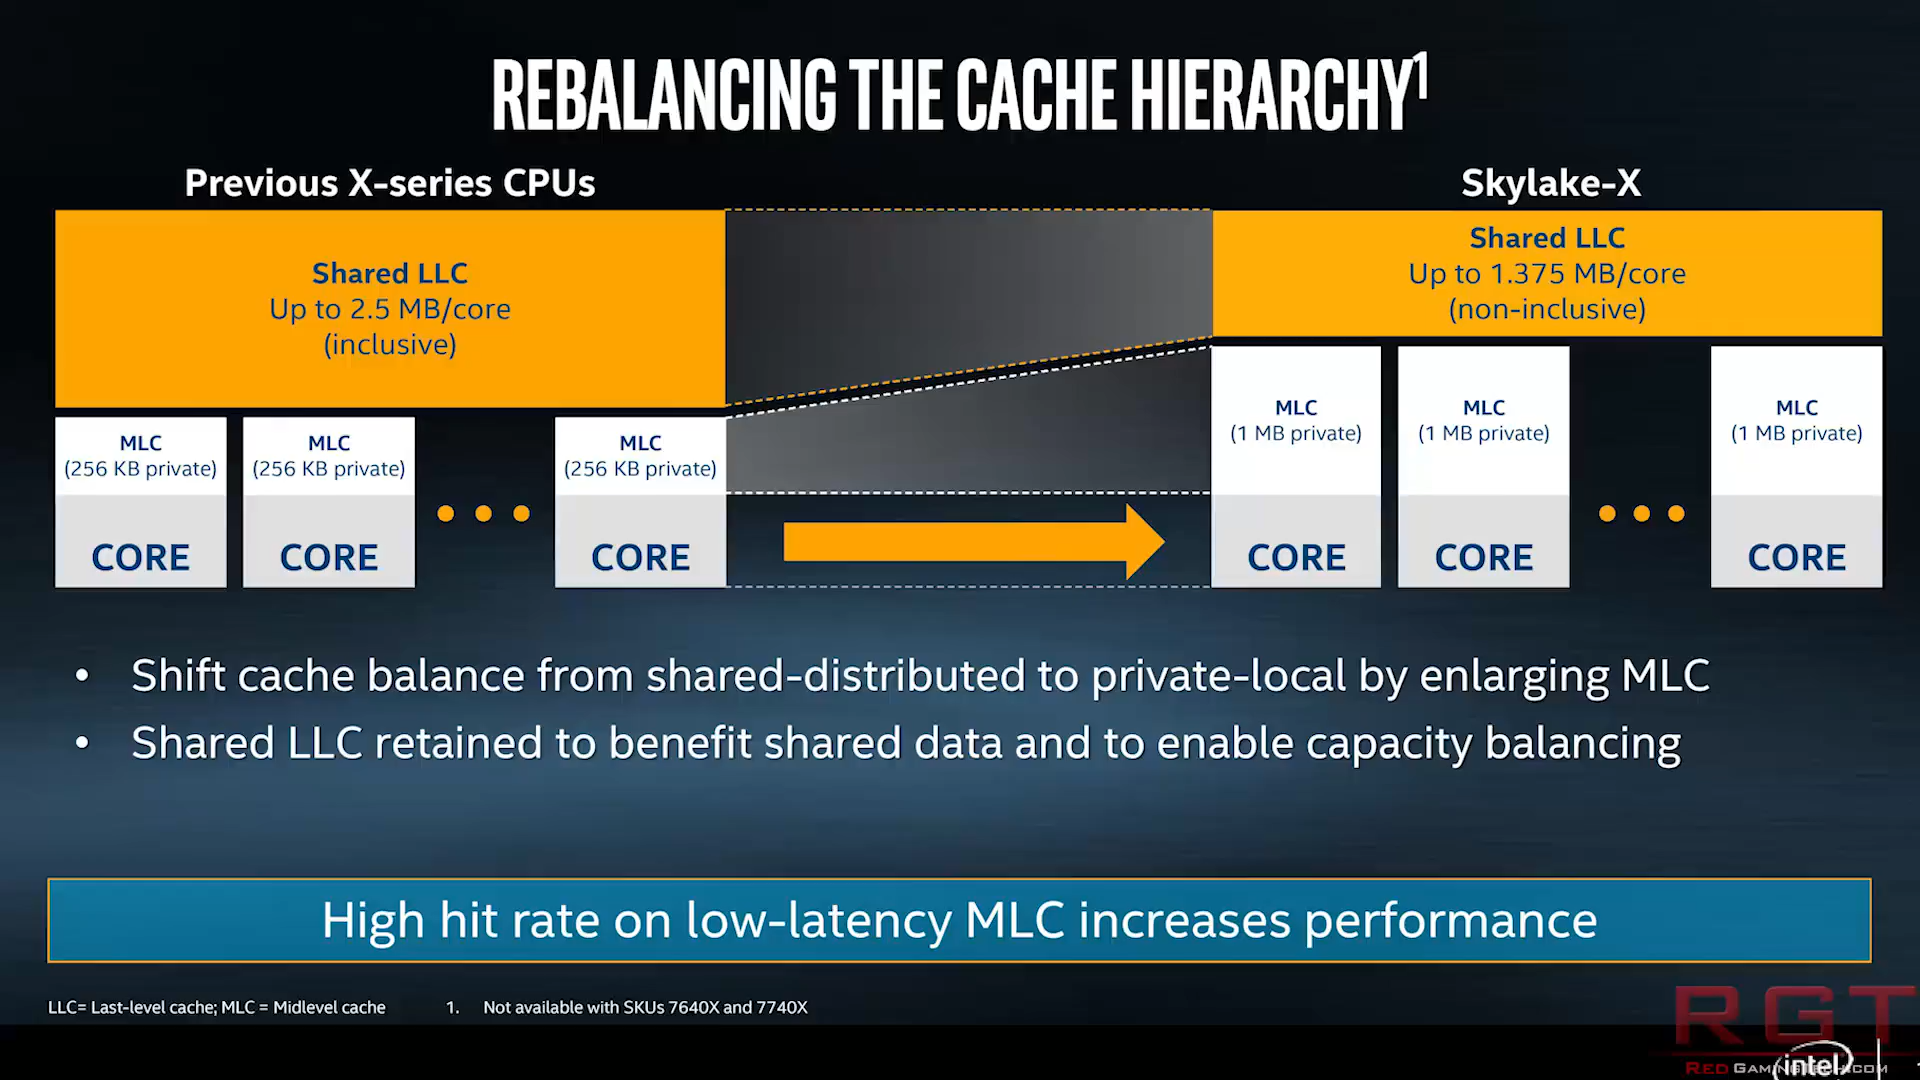 REBALANCING THE CACHE HIERARCHY1
Previous X-series CPUs
Skylake-X
Shared LLC
Up to 2.5 MB/core
(inclusive)
Shared LLC
Up to 1.375 MB/core
(non-inclusive)
MLC
(256 KB private)
CORE
MLC
(256 KB private)
CORE
MLC
(256 KB private)
CORE
MLC
(1 MB private)
CORE
MLC
(1 MB private)
CORE
MLC
(1 MB private)
CORE
• Shift cache balance from shared-distributed to private-local by enlarging MLC
• Shared LLC retained to benefit shared data and to enable capacity balancing
High hit rate on low-latency MLC increases performance
LLC= Last-level cache; MLC = Midlevel cache
1. Not available with SKUs 7640X and 7740X
RGT
intel
RED GAMINGTECH.COM